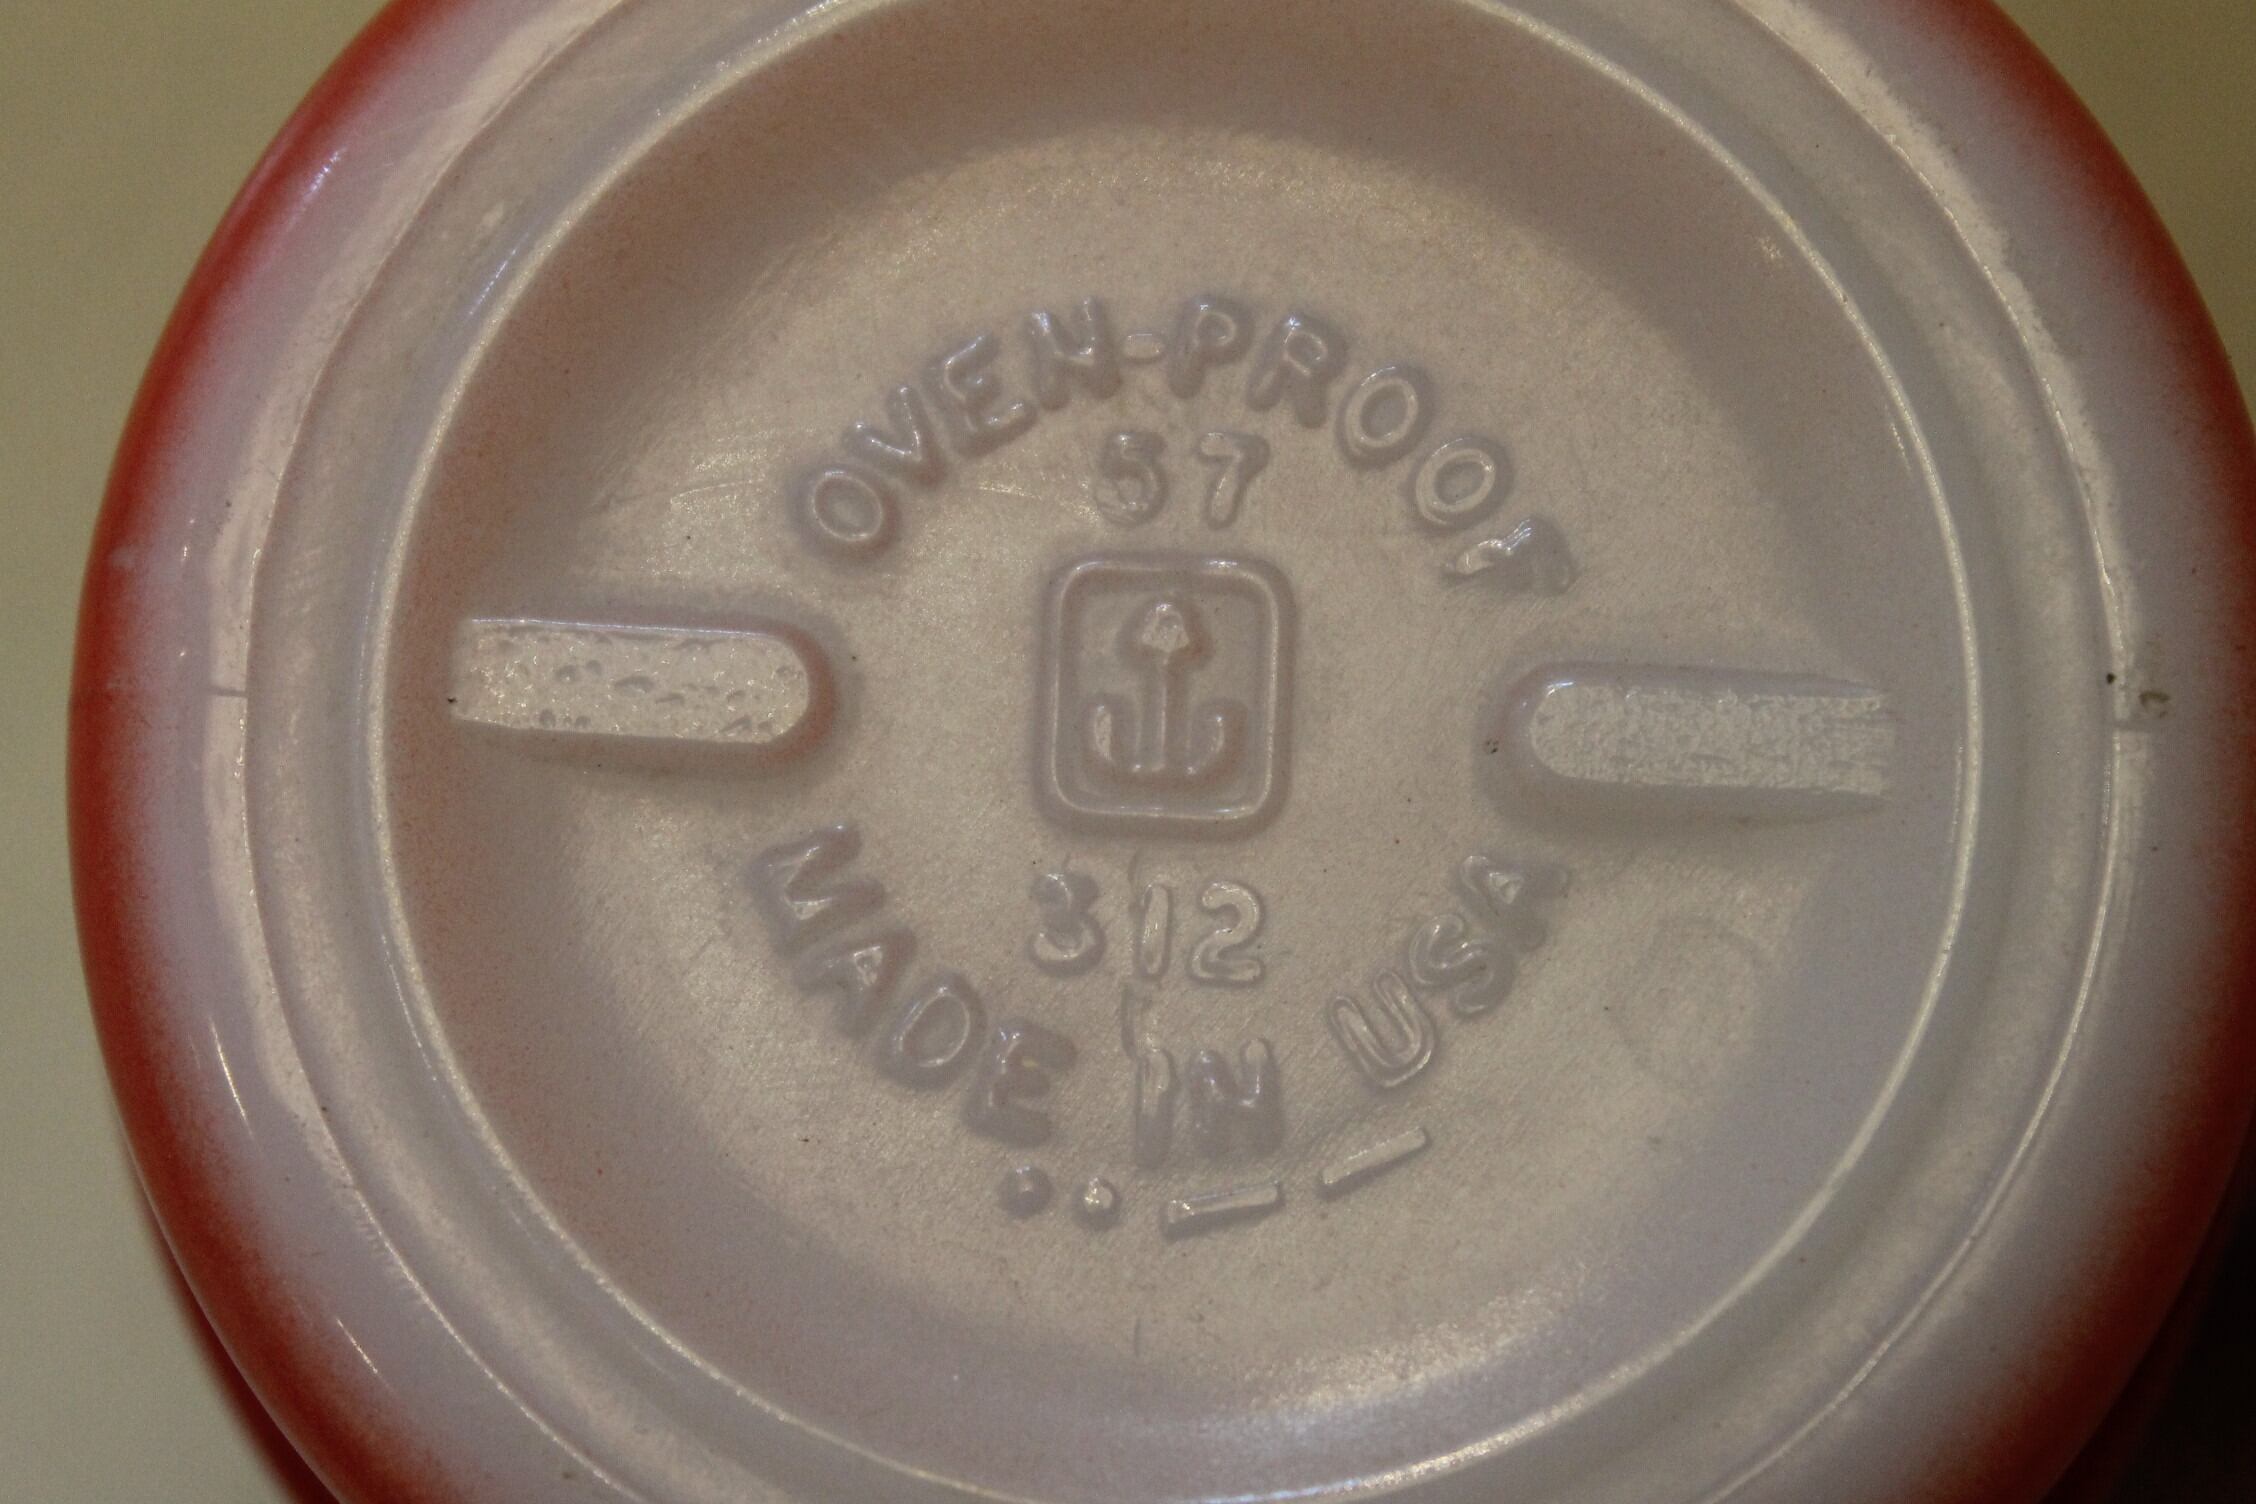 OVEN-PROOF
57
312
MADE IN USA